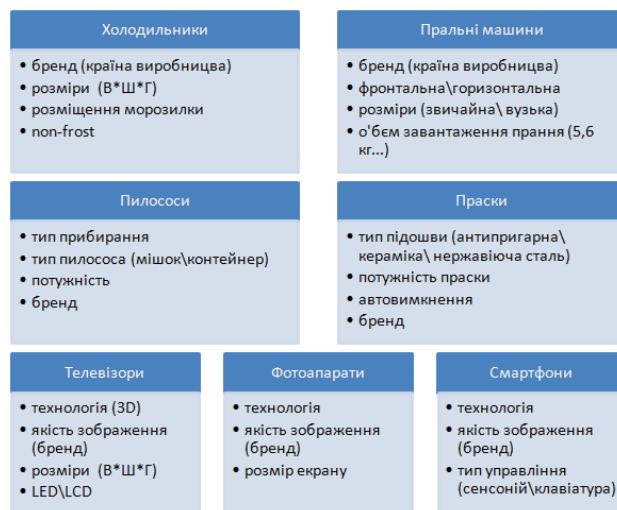 Холодильники
• бренд (країна виробницва)
• розміри (В*Ш*Г)
• розміщення морозилки
• non-frost
Пральні машини
• бренд (країна виробницва)
• фронтальна\горизонтальна
• розміри (звичайна\ вузька)
• о'бєм завантаження прання (5,6
кг...)
Пилососи
• тип прибирання
• тип пилососа (мішок\контейнер)
• потужність
• бренд
Праски
• тип підошви (антипригарна\
кераміка\ нержавіюча сталь)
• потужність праски
• автовимкнення
• бренд
Телевізори
• технологія (3D)
• якість зображення
(бренд)
• розміри (В*Ш*Г)
• LED\LCD
Фотоапарати
• технологія
• якість зображення
(бренд)
• розмір екрану
Смартфони
• технологія
• якість зображення
(бренд)
• тип управління
(сенсоній\клавіатура)